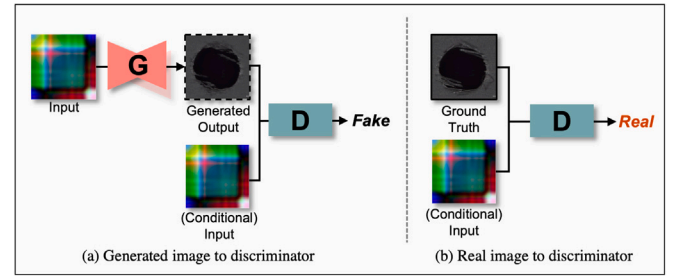 Input
G
Generated
Output
(Conditional)
Input
D
Fake
(a) Generated image to discriminator
Ground
Truth
(Conditional)
Input
D
Real
(b) Real image to discriminator